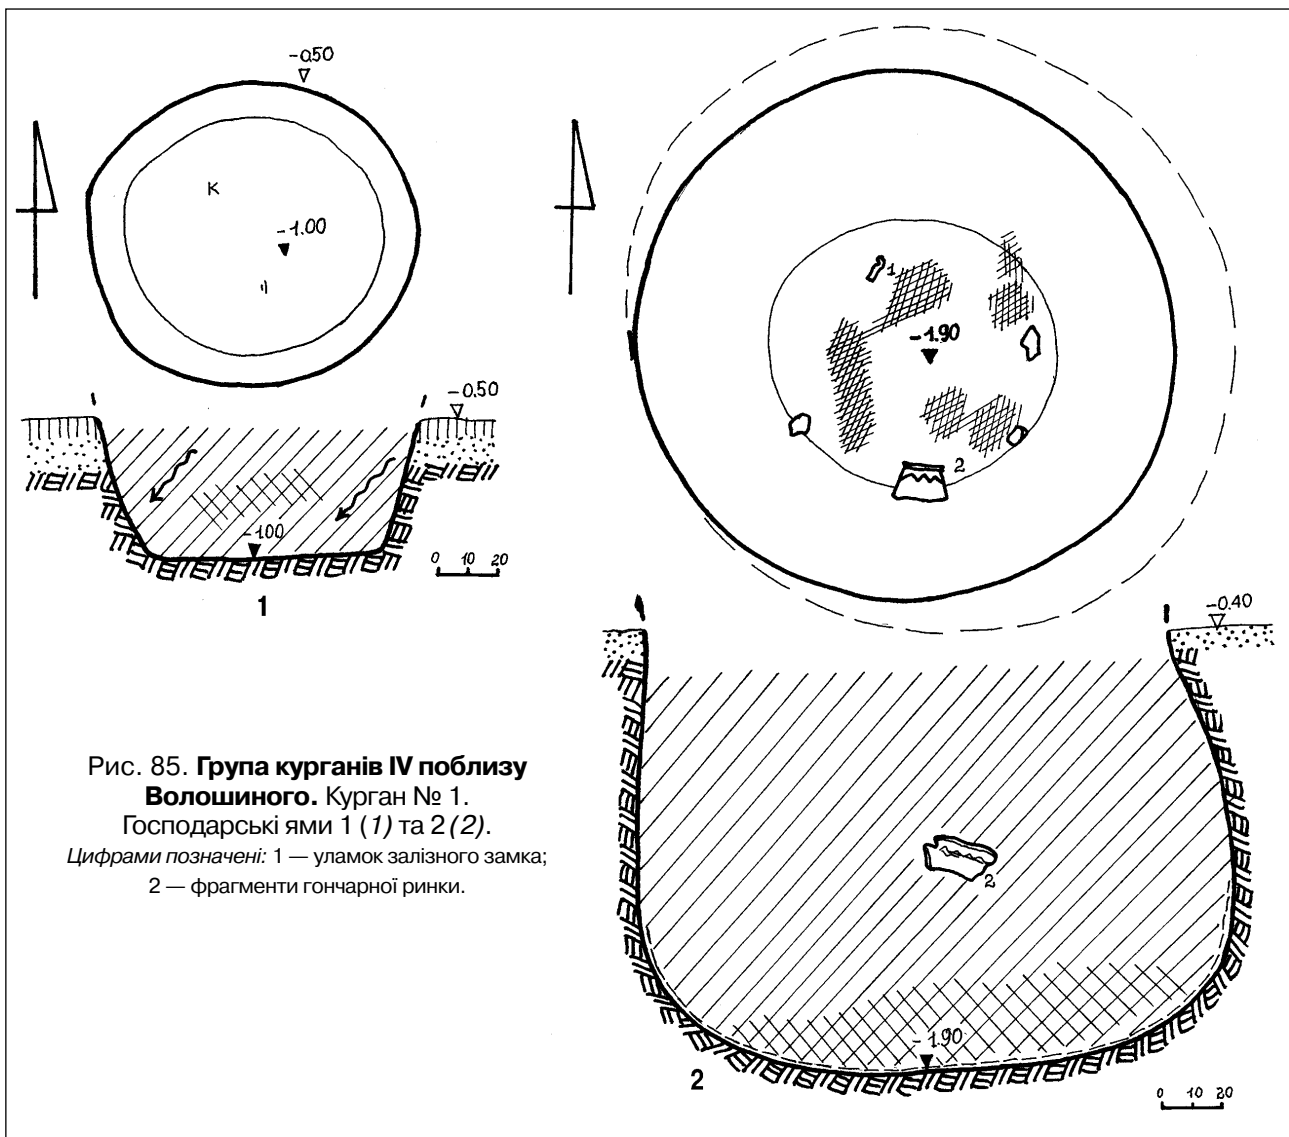 -0.50
К
-1.00
-0.50
-1.00
0 10 20
1
1
-1.90
2
-0.40
2
-1.90
2
0 10 20
Рис. 85. Група курганів IV поблизу
Волошиного. Курган № 1.
Господарські ями 1 (1) та 2 (2).
Цифрами позначені: 1 — уламок залізного замка;
2 — фрагменти гончарної ринки.